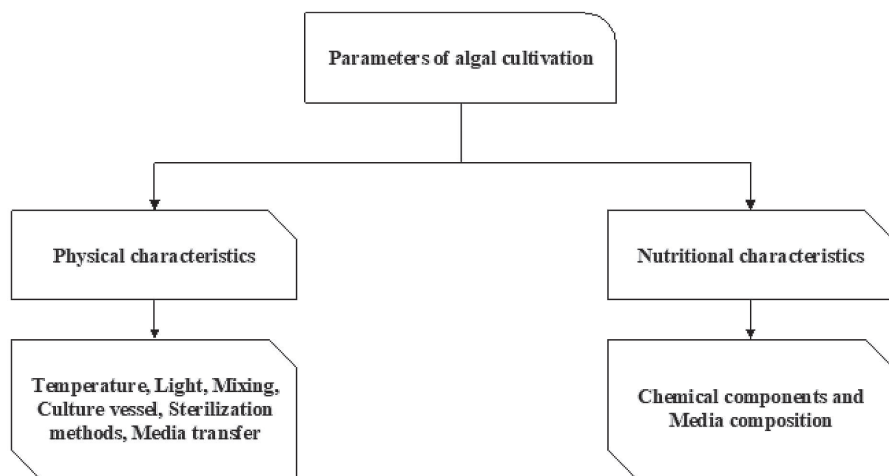 Parameters of algal cultivation
Physical characteristics
Nutritional characteristics
Temperature, Light, Mixing,
Culture vessel, Sterilization
methods, Media transfer
Chemical components and
Media composition